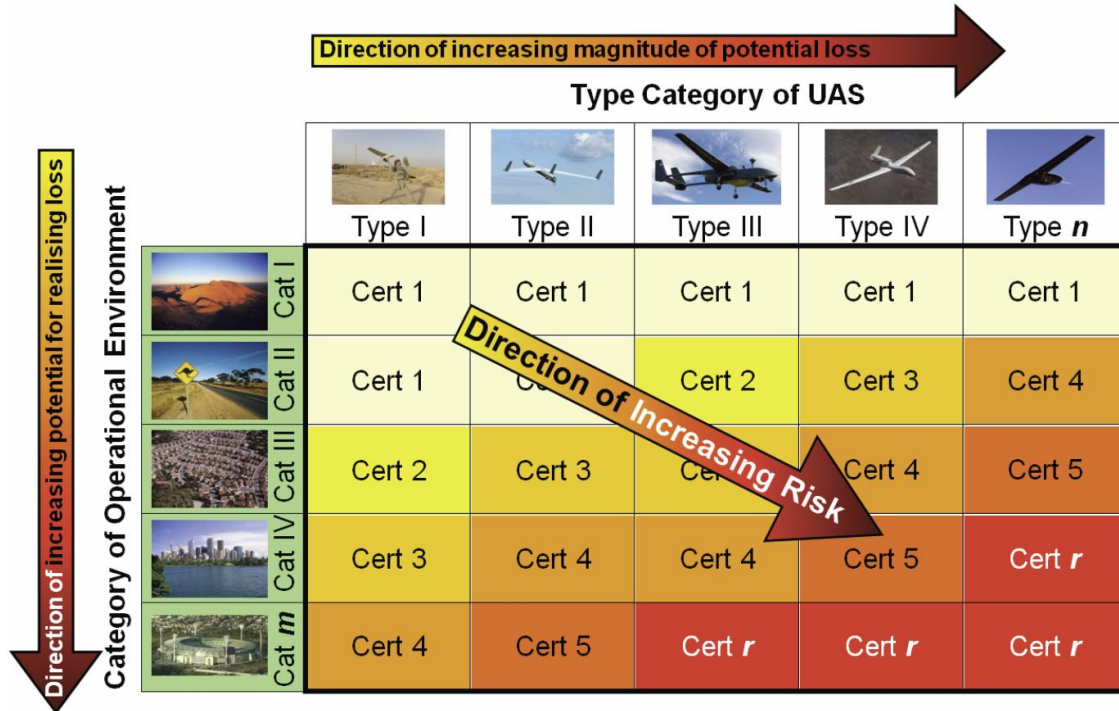 Direction of increasing magnitude of potential loss
Type Category of UAS
Type I
Type II
Type III
Type IV
Type n
Direction of increasing potential for realising loss
Category of Operational Environment
Cat I
Cert 1
Cert 1
Cert 1
Cert 1
Cert 1
Cat II
Cert 1
Cert 2
Cert 3
Cert 4
Cat III
Cert 2
Cert 3
Cert 4
Cert 5
Cat IV
Cert 3
Cert 4
Cert 4
Cert 5
Cert r
Cat m
Cert 4
Cert 5
Cert r
Cert r
Cert r
Direction of Increasing Risk